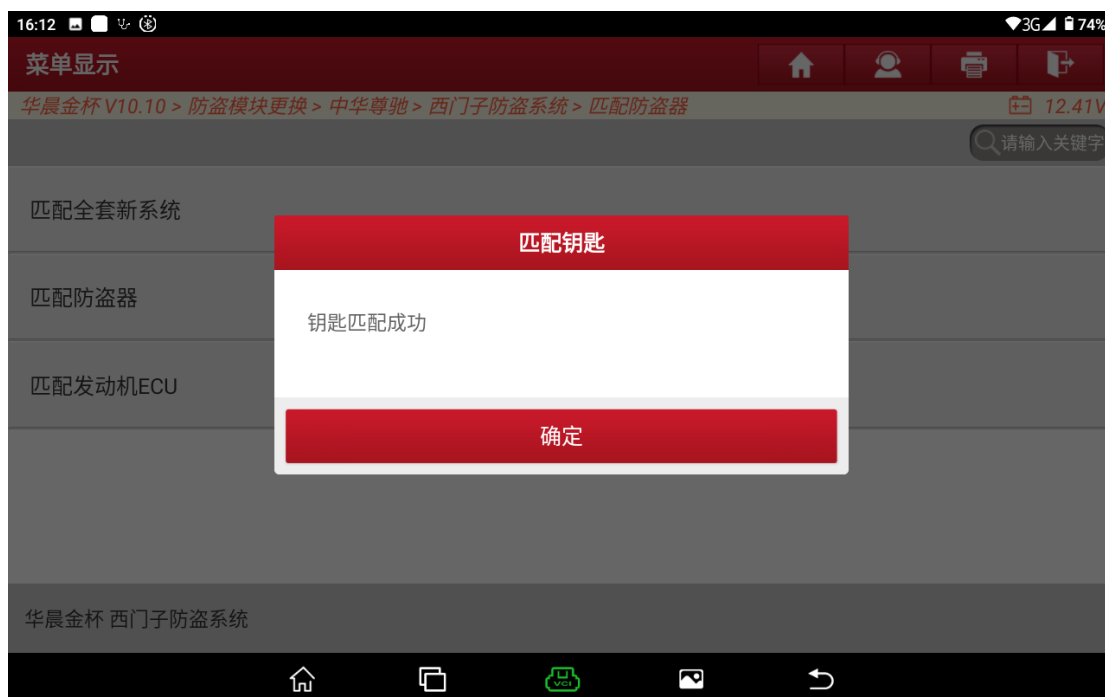 16:12
3G 74%
菜单显示
华晨金杯 V10.10 > 防盗模块更换 > 中华尊驰 > 西门子防盗系统 > 匹配防盗器
12.41V
请输入关键字
匹配全套新系统
匹配钥匙
匹配防盗器
钥匙匹配成功
匹配发动机ECU
确定
华晨金杯 西门子防盗系统
VCI